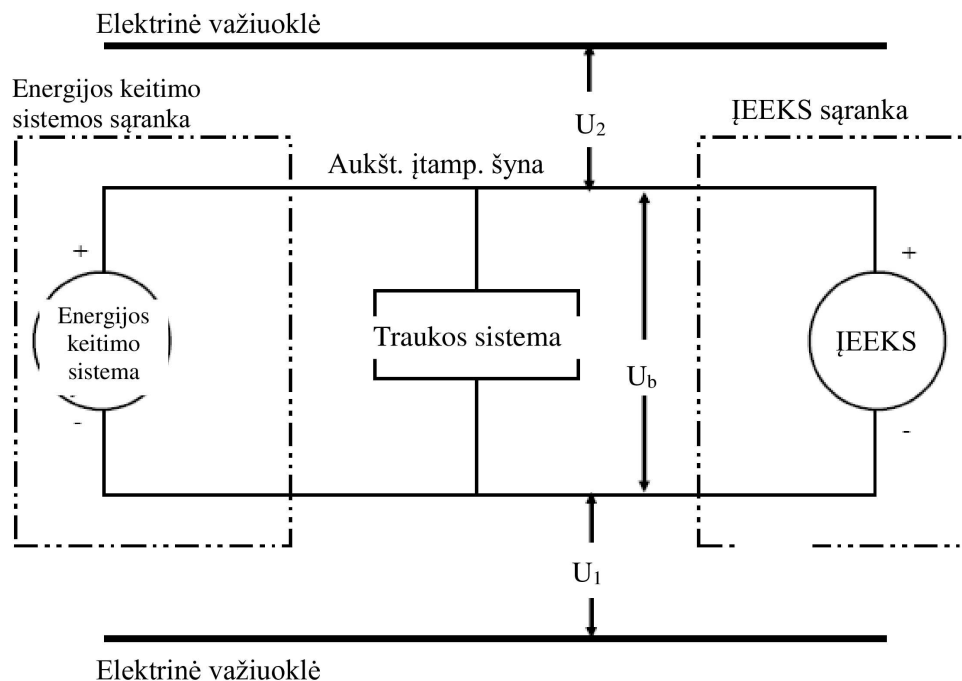 Elektrinė važiuoklė
Energijos keitimo
sistemos sąranka
U2
ĮEEKS sąranka
Aukšt. įtamp. šyna
+
+
Energijos
keitimo
sistema
Traukos sistema
ĮEEKS
Ub
-
-
U1
Elektrinė važiuoklė